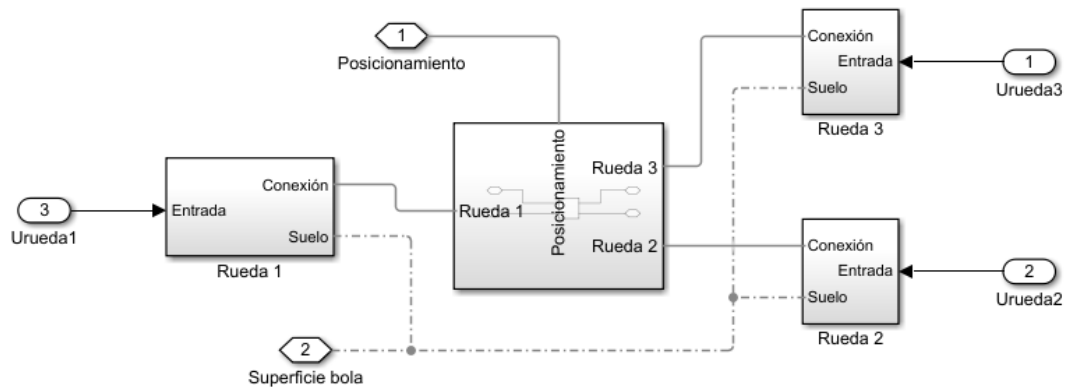 1
Posicionamiento
Conexión
Entrada
Suelo
Rueda 3
1
Urueda3
3
Urueda1
Entrada
Conexión
Suelo
Rueda 1
Posicionamiento
Rueda 1
Rueda 3
Rueda 2
Conexión
Entrada
Suelo
Rueda 2
2
Urueda2
2
Superficie bola